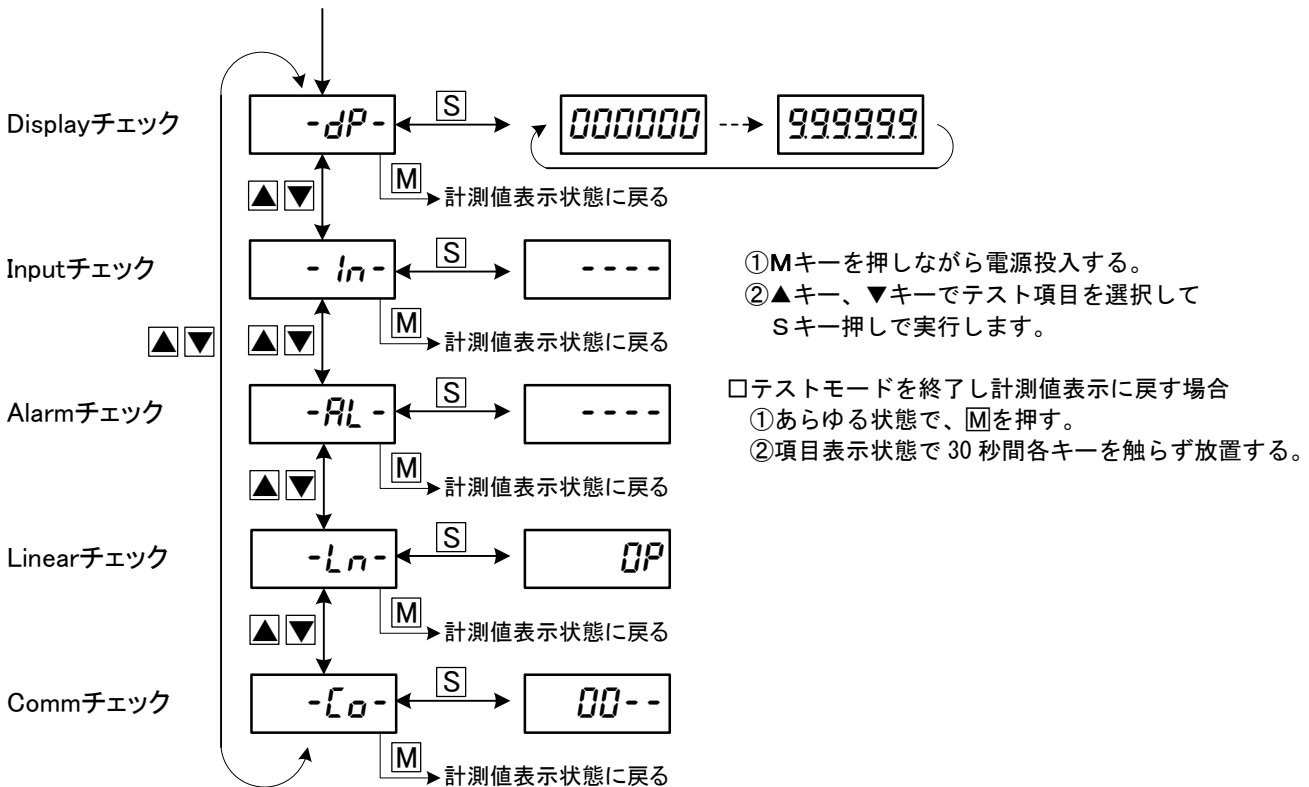 Displayチェック
-dP-
S
000000
9.9.9.9.9.9.
M
計測値表示状態に戻る
▲▼
Inputチェック
- In-
S
----
M
計測値表示状態に戻る
①Mキーを押しながら電源投入する。
②▲キー、▼キーでテスト項目を選択して
Sキー押しで実行します。
▲▼
▲▼
Alarmチェック
-AL-
S
----
M
計測値表示状態に戻る
□テストモードを終了し計測値表示に戻す場合
①あらゆる状態で、Mを押す。
②項目表示状態で30秒間各キーを触らず放置する。
▲▼
Linearチェック
-Ln-
S
0P
M
計測値表示状態に戻る
▲▼
Commチェック
-Co-
S
00--
M
計測値表示状態に戻る